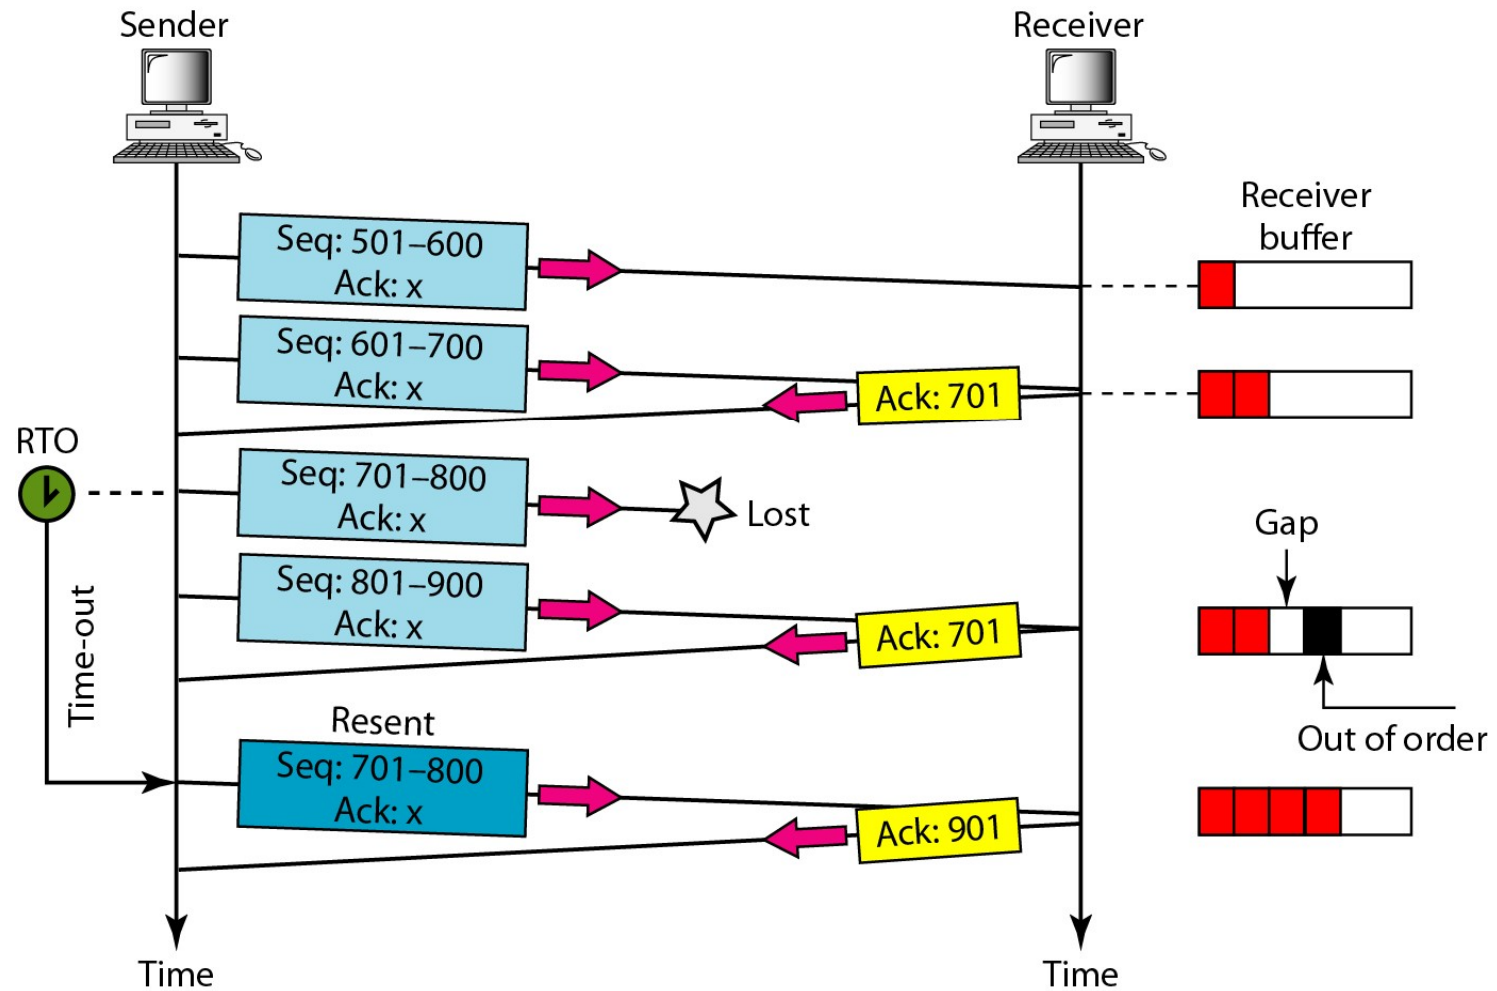 Sender
Receiver
Receiver
buffer
Seq: 501–600
Ack: x
Seq: 601–700
Ack: x
Ack: 701
RTO
Seq: 701–800
Ack: x
Lost
Gap
Time-out
Seq: 801–900
Ack: x
Ack: 701
Out of order
Resent
Seq: 701–800
Ack: x
Ack: 901
Time
Time